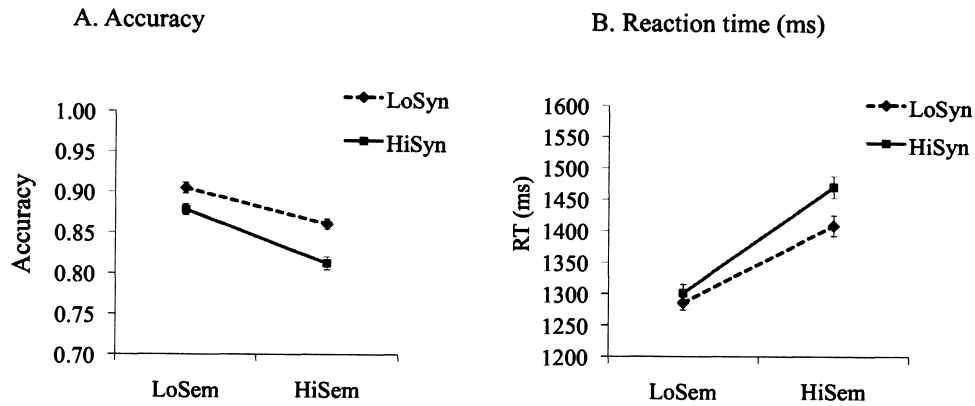 A. Accuracy
LoSyn
HiSyn
1.00
0.95
0.90
0.85
0.80
0.75
0.70
Accuracy
LoSem HiSem
B. Reaction time (ms)
LoSyn
HiSyn
1600
1550
1500
1450
1400
1350
1300
1250
1200
RT (ms)
LoSem HiSem